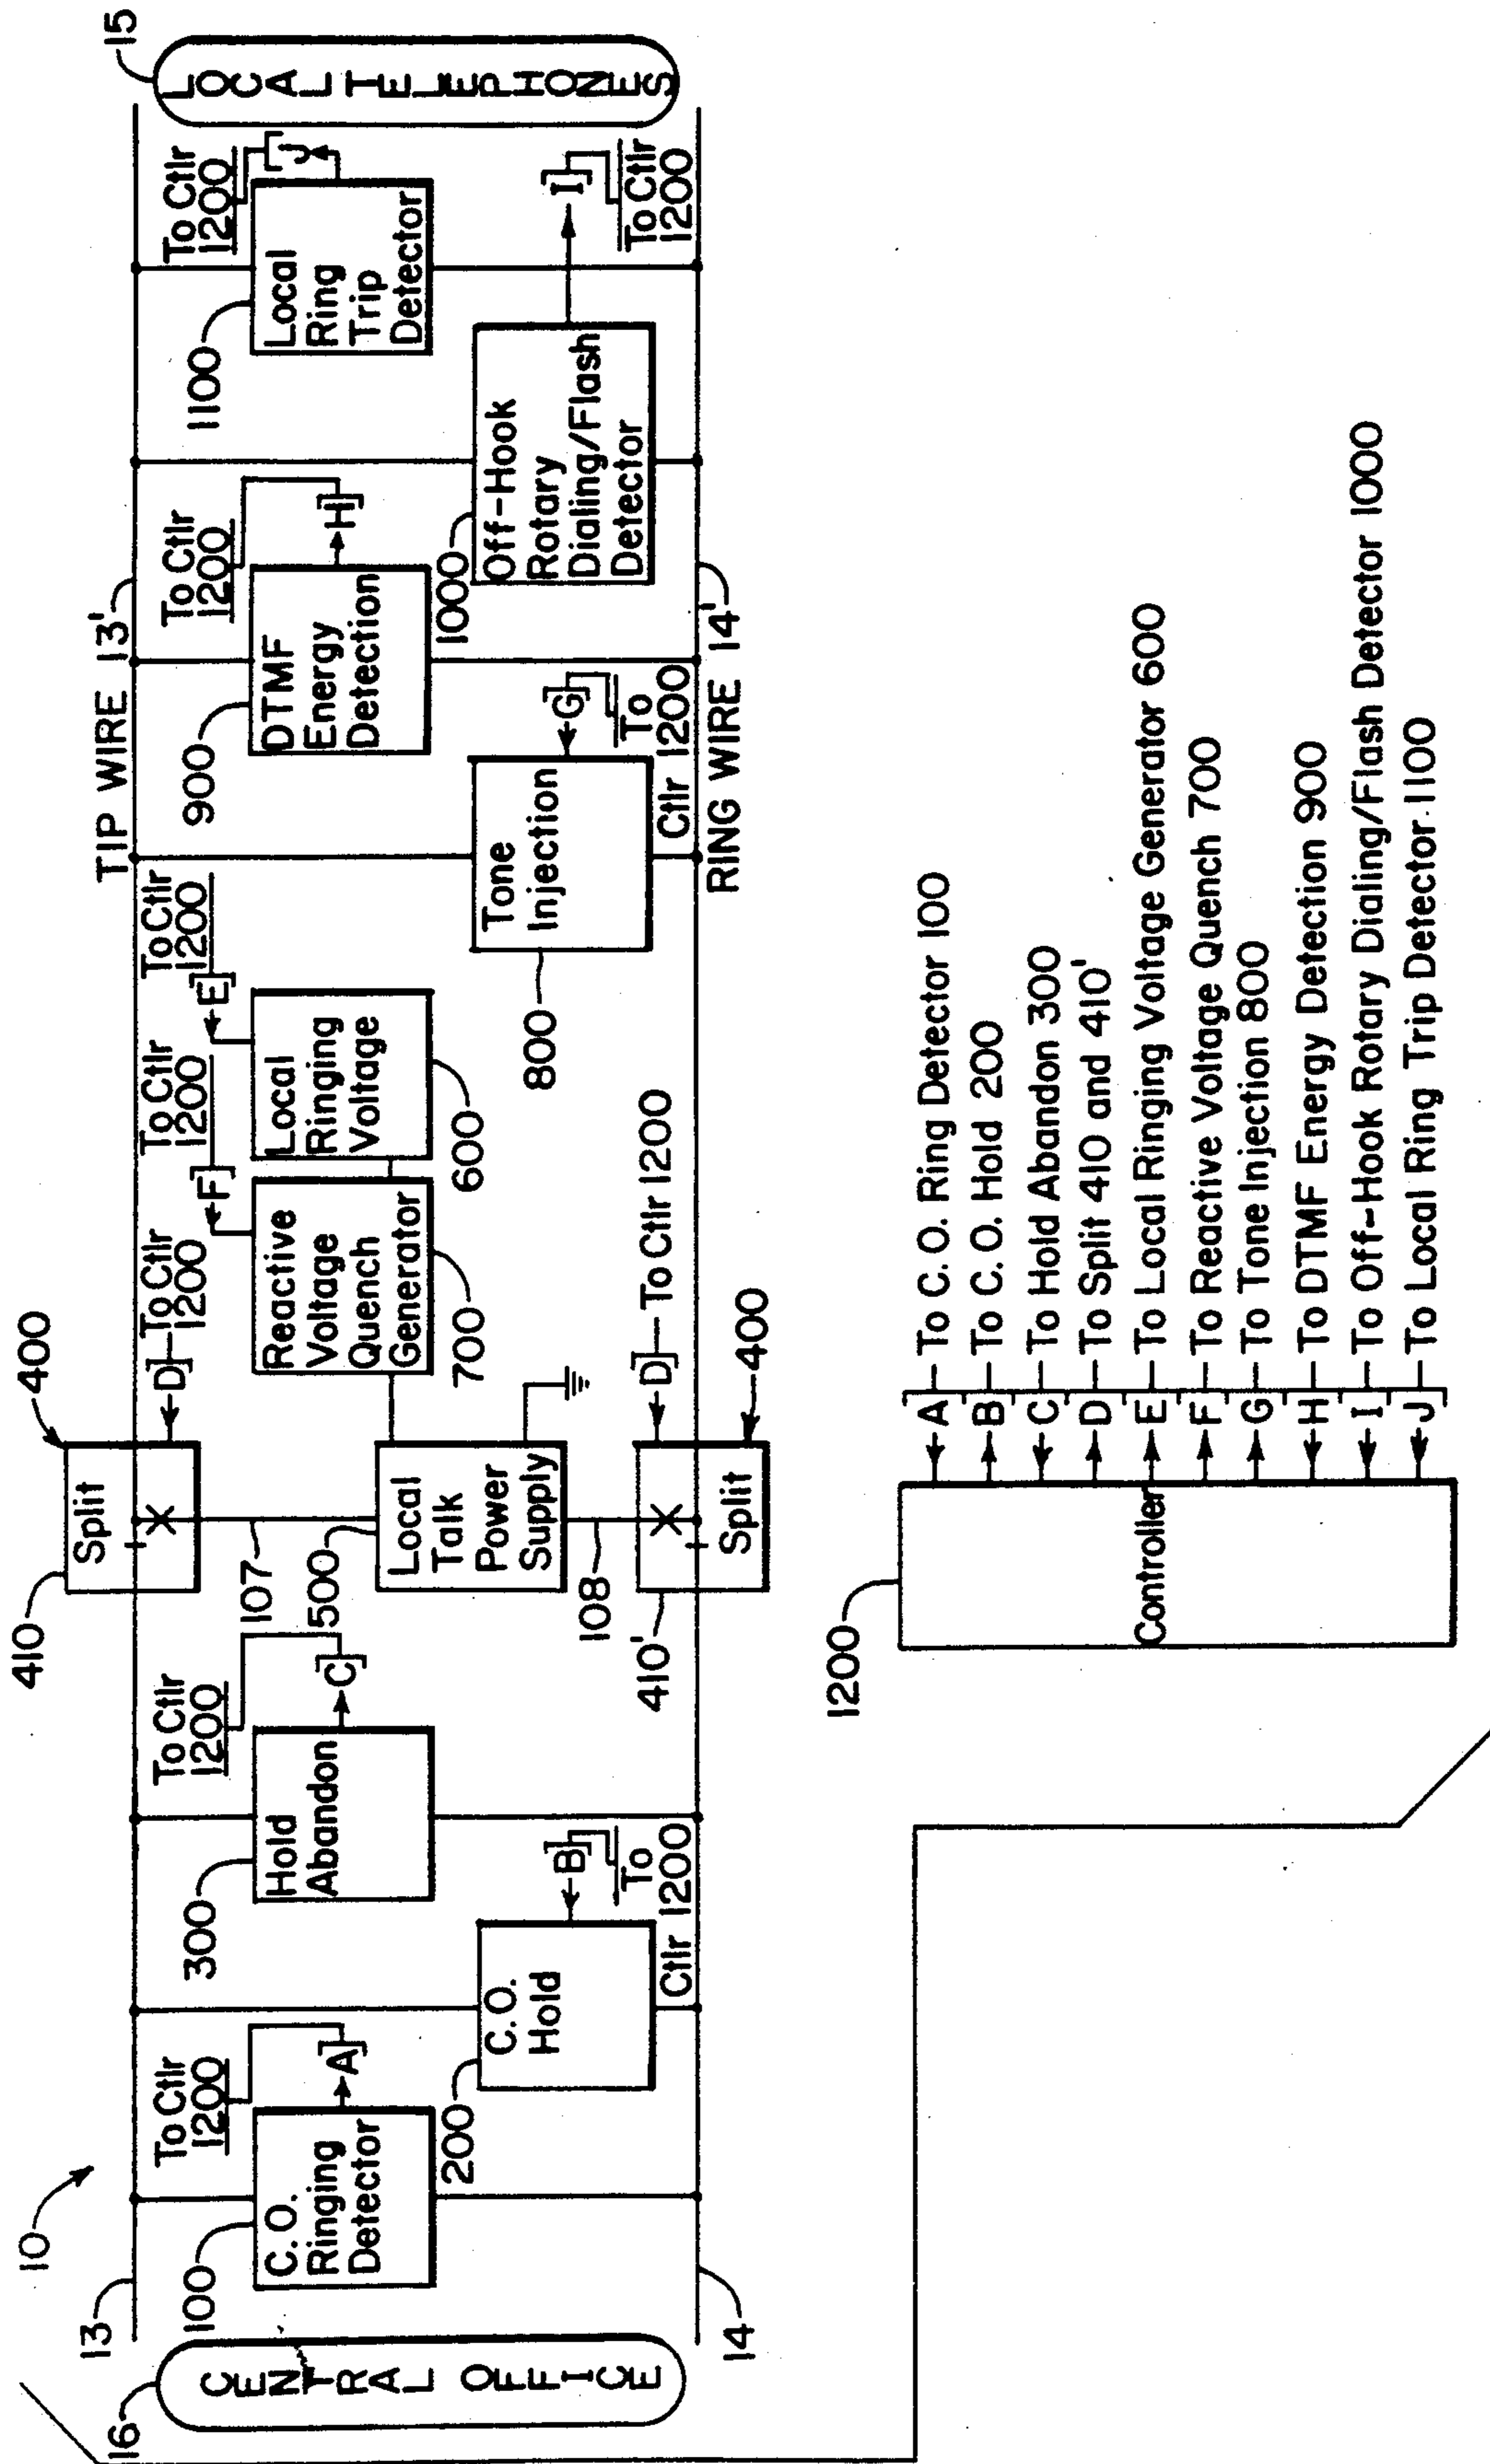 10
16
CENTRAL OFFICE
13
14
100
C.O.
Ringing
Detector
A
To Ctlr
1200
200
C.O.
Hold
B
To
Ctlr 1200
300
Hold
Abandon
C
To Ctlr
1200
400
410
Split
D
To Ctlr
1200
107
500
Local
Talk
Power
Supply
108
410'
Split
400
D
To Ctlr 1200
700
Reactive
Voltage
Quench
Generator
F
To Ctlr
1200
600
Local
Ringing
Voltage
E
To Ctlr
1200
TIP WIRE 13'
800
Tone
Injection
G
To
Ctlr 1200
RING WIRE 14'
900
DTMF
Energy
Detection
H
To Ctlr
1200
1000
Off-Hook
Rotary
Dialing/Flash
Detector
I
To Ctlr
1200
1100
Local
Ring
Trip
Detector
J
To Ctlr
1200
15
LOCAL TELEPHONES
1200
Controller
A To C.O. Ring Detector 100
B To C.O. Hold 200
C To Hold Abandon 300
D To Split 410 and 410'
E To Local Ringing Voltage Generator 600
F To Reactive Voltage Quench 700
G To Tone Injection 800
H To DTMF Energy Detection 900
I To Off-Hook Rotary Dialing/Flash Detector 1000
J To Local Ring Trip Detector 1100